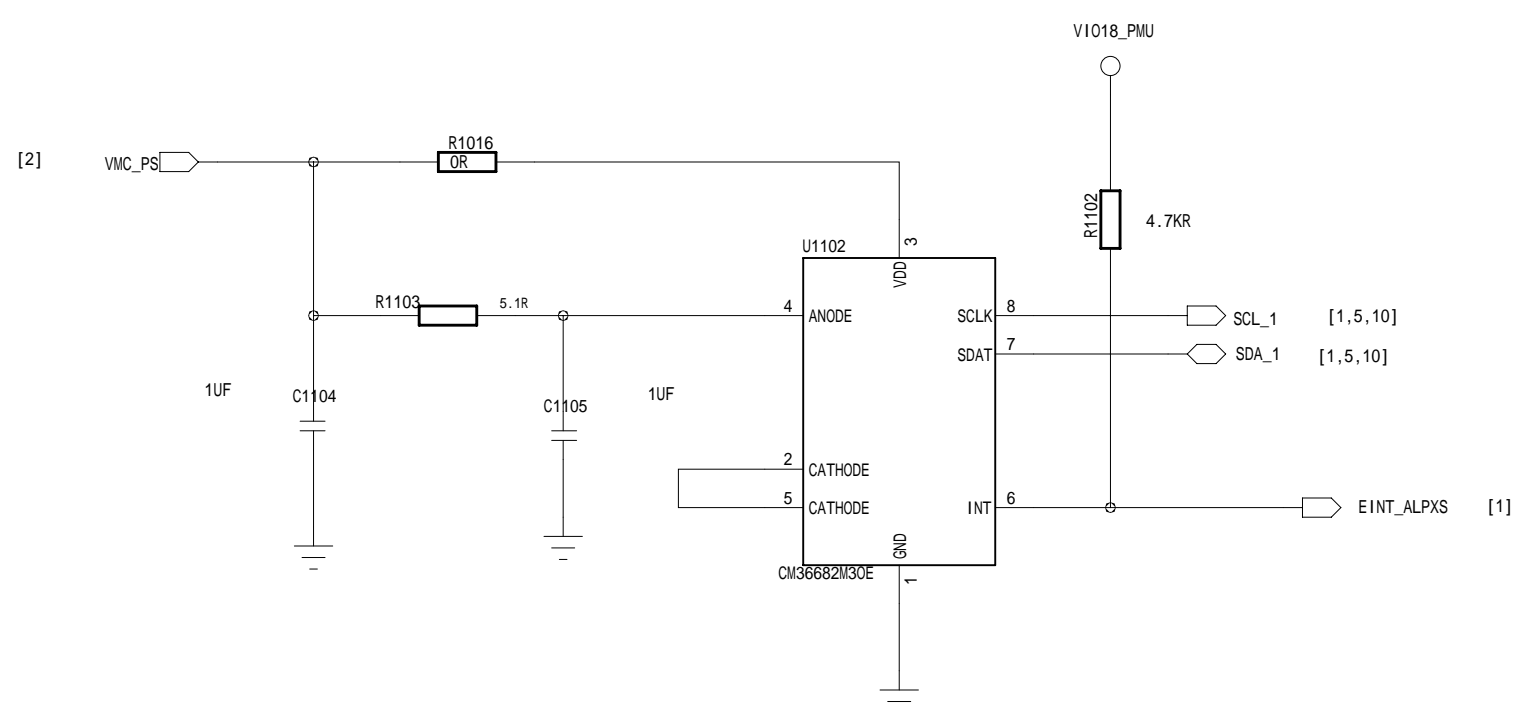 VIO18_PMU
[2]
VMC_PS
R1016
0R
R1102
4.7KR
U1102
3
VDD
R1103
5.1R
4
ANODE
SCLK
8
SCL_1
[1,5,10]
SDAT
7
SDA_1
[1,5,10]
1UF
C1104
C1105
1UF
2
CATHODE
5
CATHODE
INT
6
EINT_ALPXS
[1]
GND
1
CM36682M3OE